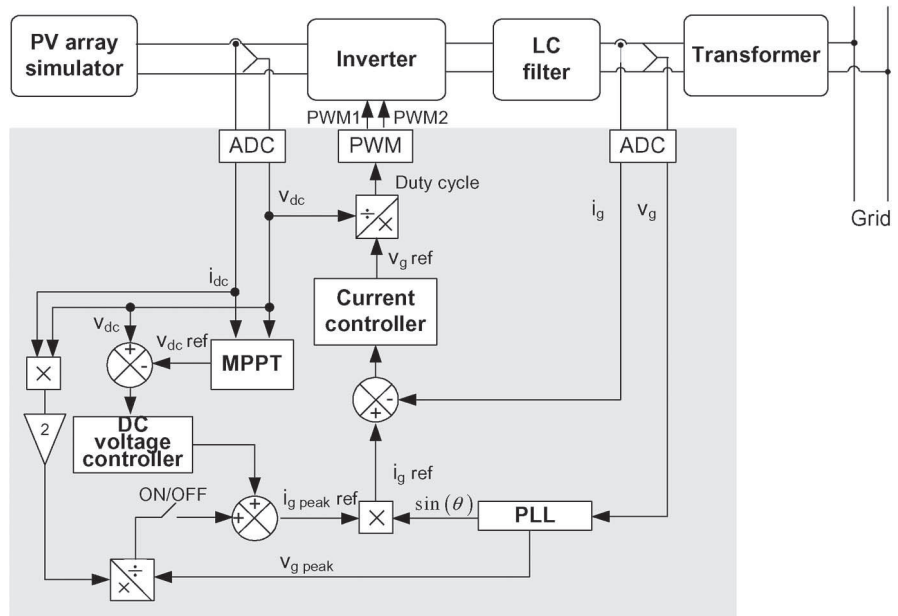 PV array
simulator
Inverter
LC
filter
Transformer
PWM1
PWM2
ADC
PWM
ADC
Duty cycle
v_dc
÷
×
i_g
v_g
Grid
v_g ref
i_dc
Current
controller
v_dc
+
-
v_dc ref
MPPT
×
-
+
2
DC
voltage
controller
i_g ref
ON/OFF
+
+
i_g peak ref
×
sin(θ)
PLL
÷
×
v_g peak